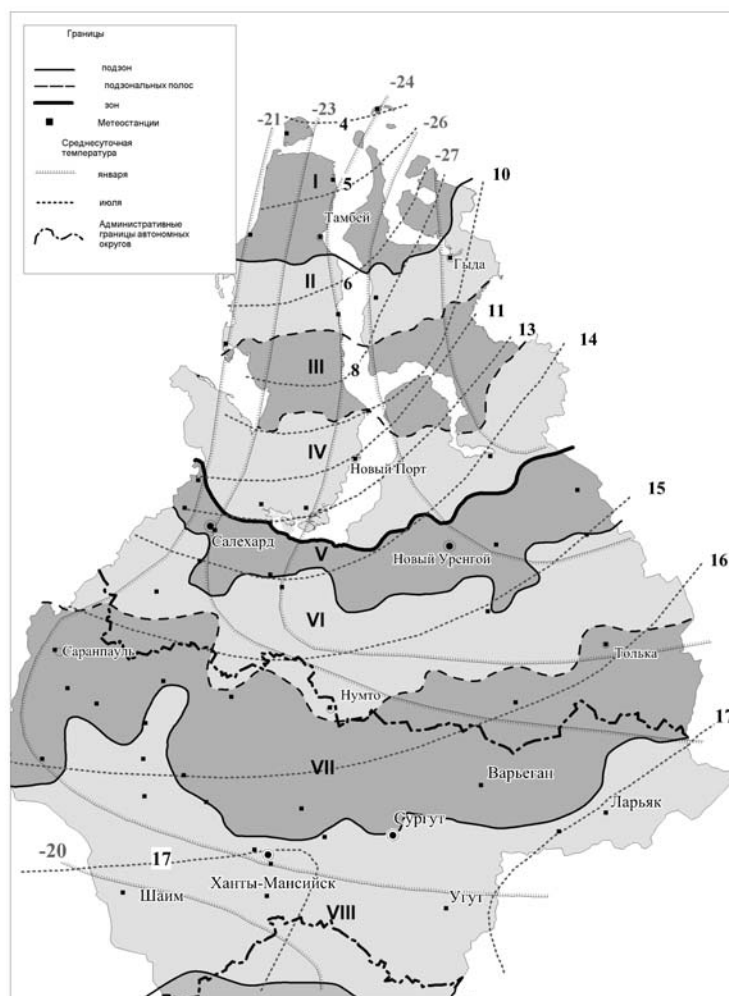 Границы
подзон
подзональных полос
зон
Метеостанции
Среднесуточная
температура
января
июля
Административные
границы автономных
округов
-24
-21
-23
4
-26
-27
10
I
5
Тамбей
Гыда
II
6
11
13
14
III
8
IV
Новый Порт
15
Салехард
V
Новый Уренгой
16
VI
Саранпауль
Толька
Нумто
17
VII
Варьеган
Ларьяк
Сургут
-20
17
Ханты-Мансийск
Шаим
Угут
VIII